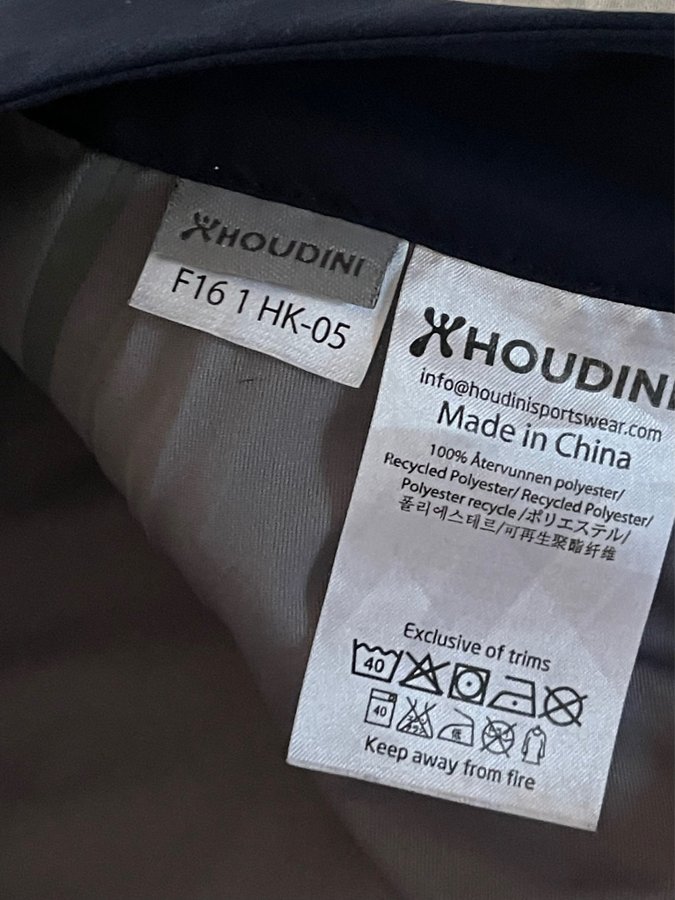 HOUDINI
F16 1 HK-05
HOUDINI
info@houdinisportswear.com
Made in China
100% Återvunnen polyester/
Recycled Polyester/ Recycled Polyester/
Polyester recycle /ポリエステル/
폴리에스테르/可再生聚酯纤维
Exclusive of trims
40
40
低
Keep away from fire